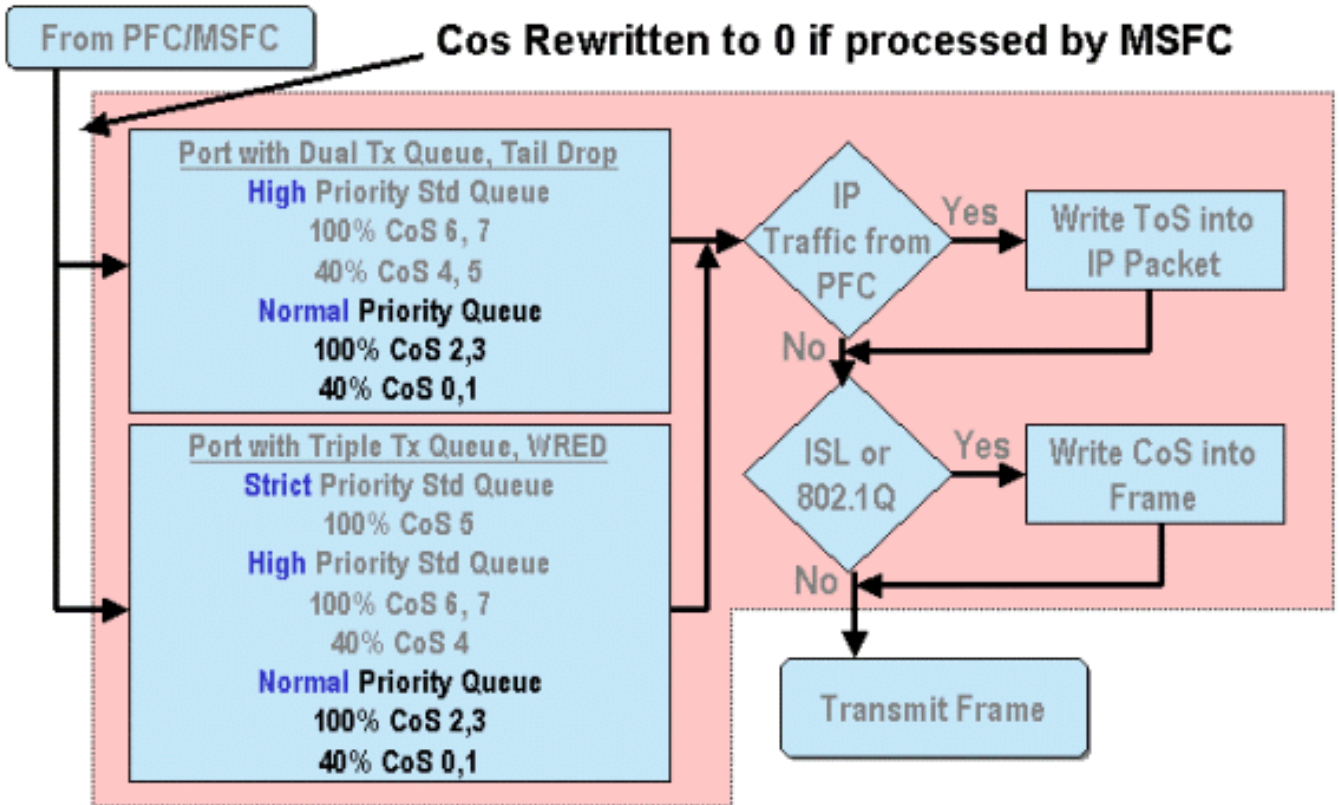 From PFC/MSFC
Cos Rewritten to 0 if processed by MSFC
Port with Dual Tx Queue, Tail Drop
High Priority Std Queue
100% CoS 6, 7
40% CoS 4, 5
Normal Priority Queue
100% CoS 2,3
40% CoS 0,1
Port with Triple Tx Queue, WRED
Strict Priority Std Queue
100% CoS 5
High Priority Std Queue
100% CoS 6, 7
40% CoS 4
Normal Priority Queue
100% CoS 2,3
40% CoS 0,1
IP
Traffic from
PFC
Yes
Write ToS into
IP Packet
No
ISL or
802.1Q
Yes
Write CoS into
Frame
No
Transmit Frame